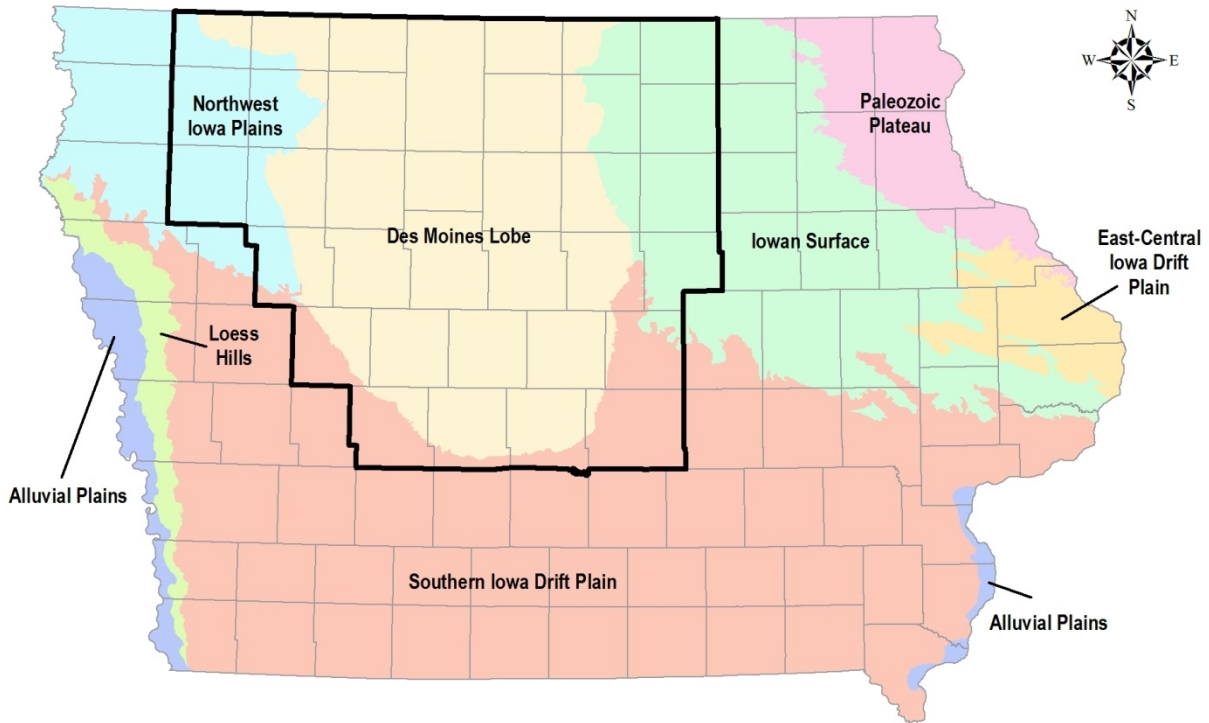 N
W
E
S
Northwest
Iowa Plains
Paleozoic
Plateau
Des Moines Lobe
Iowan Surface
East-Central
Iowa Drift
Plain
Loess
Hills
Alluvial Plains
Southern Iowa Drift Plain
Alluvial Plains